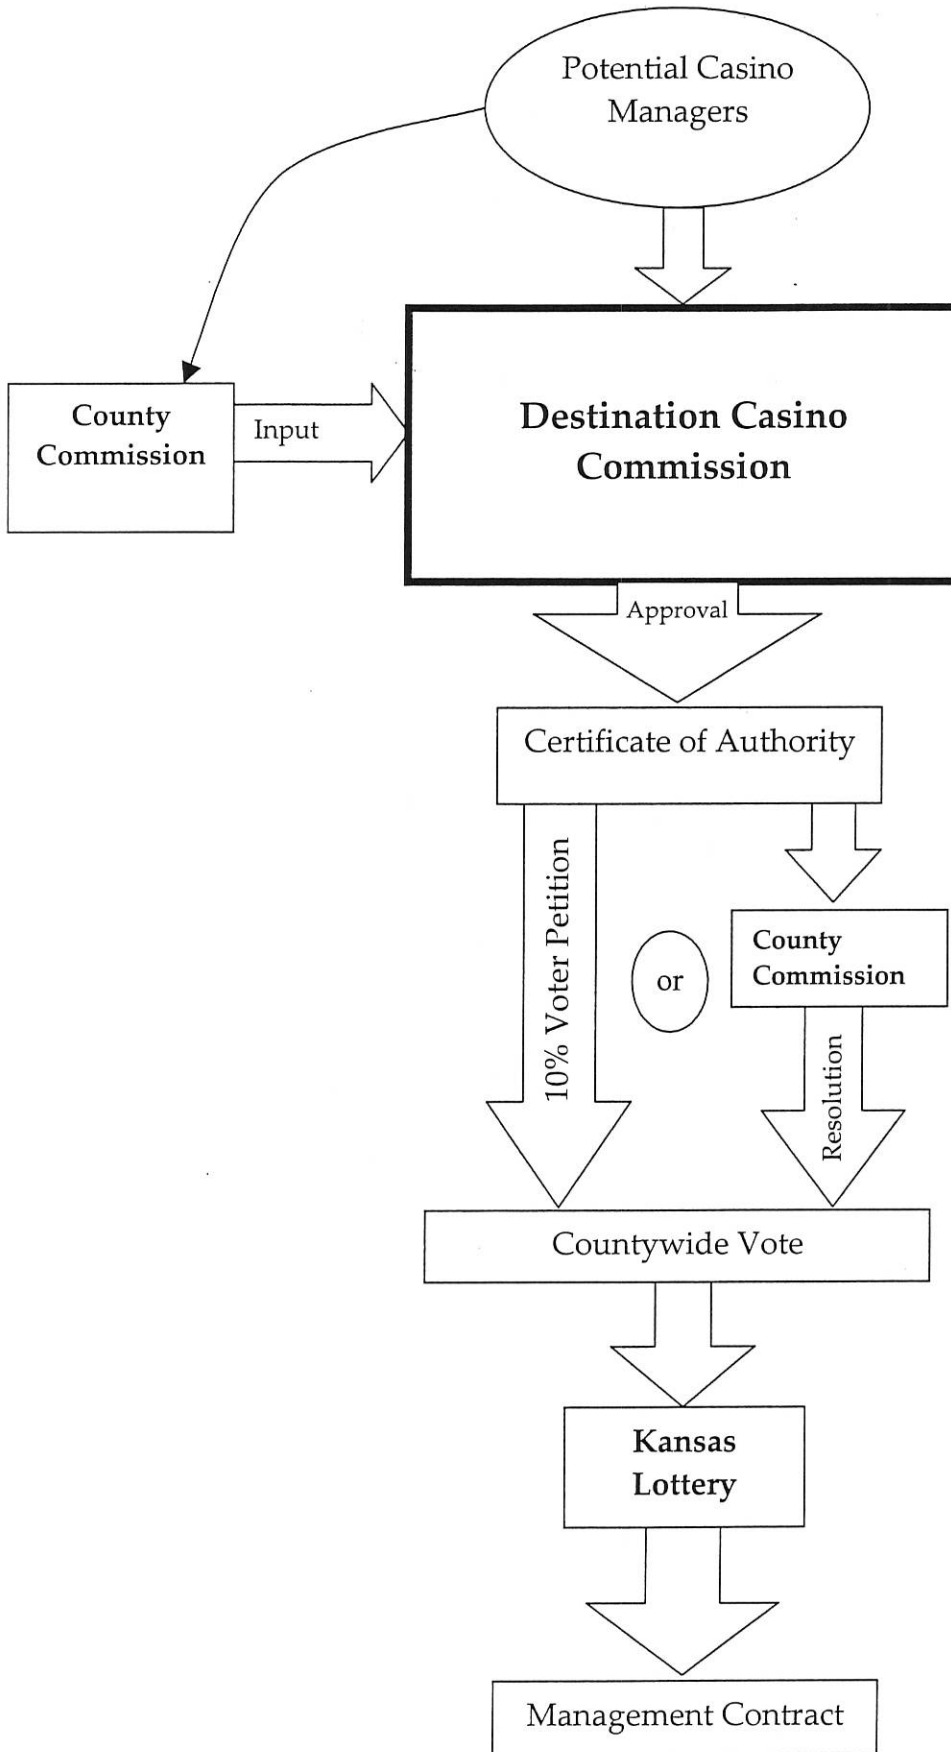 Potential Casino
Managers
County
Commission
Input
Destination Casino
Commission
Approval
Certificate of Authority
10% Voter Petition
or
County
Commission
Resolution
Countywide Vote
Kansas
Lottery
Management Contract